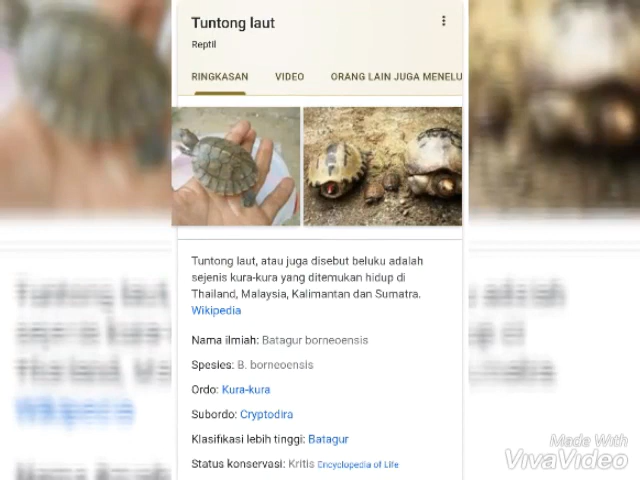 Tuntong laut
Reptil
RINGKASAN VIDEO ORANG LAIN JUGA MENELU
Tuntong laut, atau juga disebut beluku adalah
sejenis kura-kura yang ditemukan hidup di
Thailand, Malaysia, Kalimantan dan Sumatra.
Wikipedia
Nama ilmiah: Batagur borneoensis
Spesies: B. borneoensis
Ordo: Kura-kura
Subordo: Cryptodira
Klasifikasi lebih tinggi: Batagur
Status konservasi: Kritis Encyclopedia of Life
Made With
VivaVideo